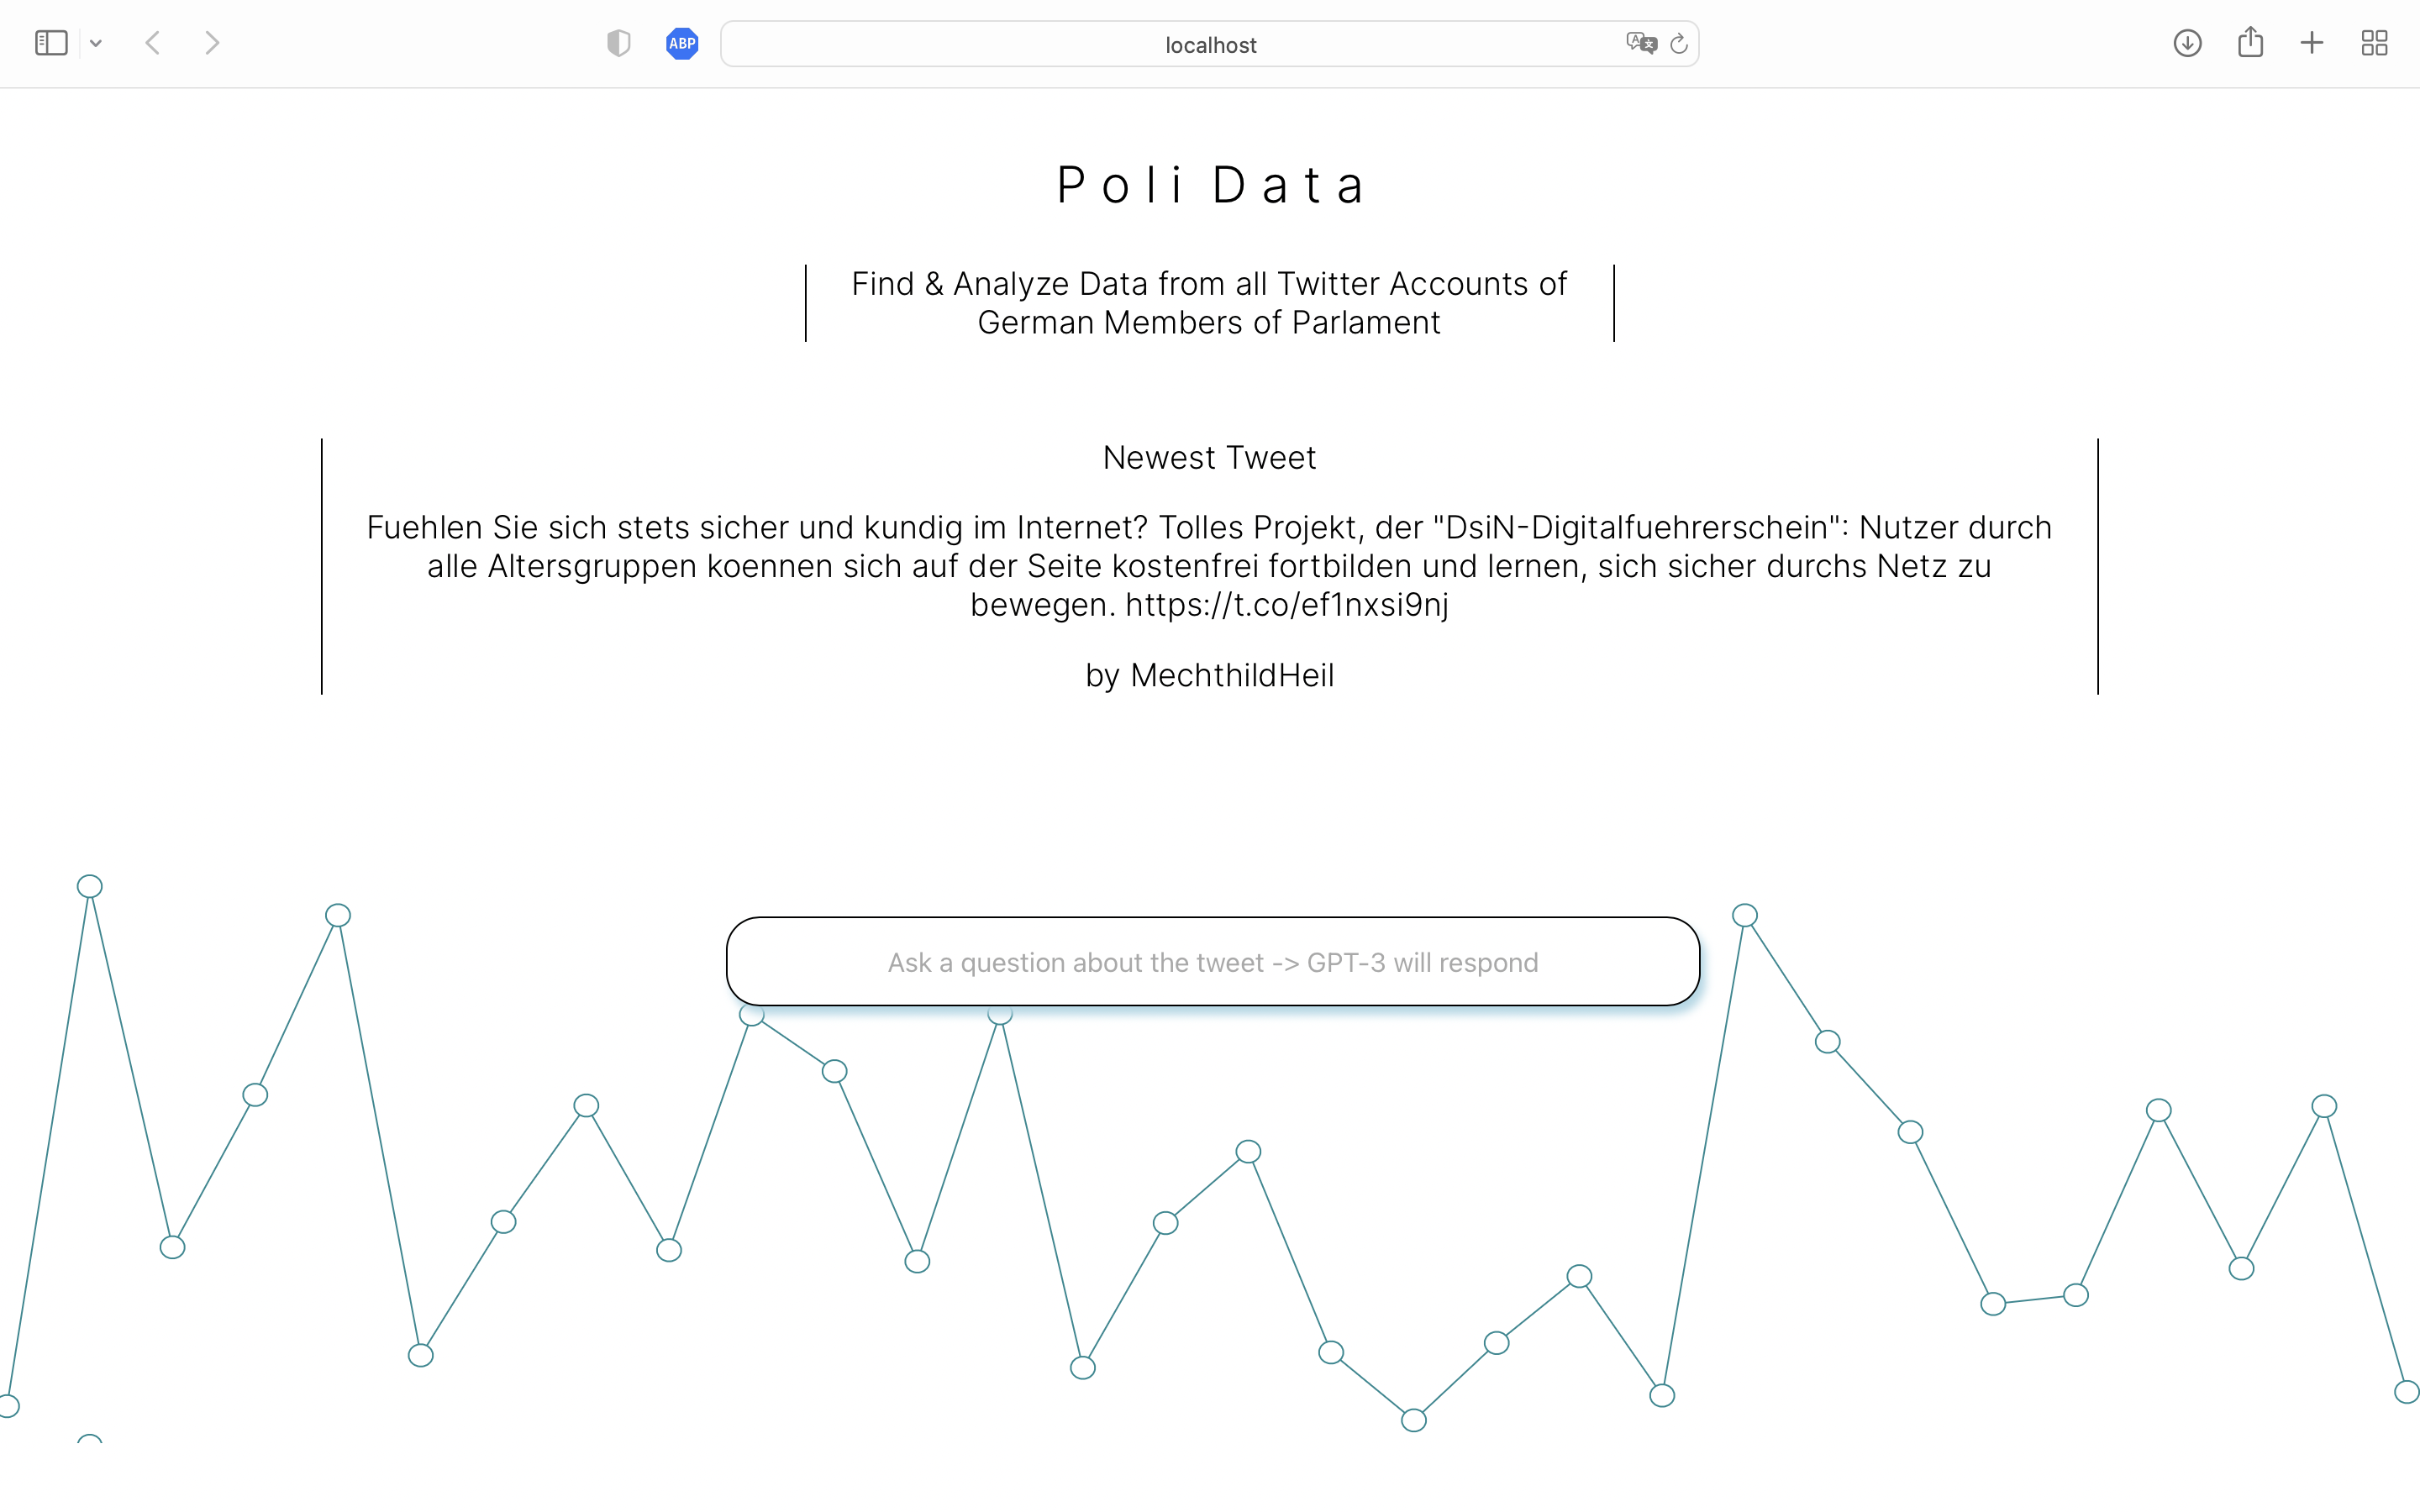 ABP
localhost
Poli Data
Find & Analyze Data from all Twitter Accounts of
German Members of Parlament
Newest Tweet
Fuehlen Sie sich stets sicher und kundig im Internet? Tolles Projekt, der "DsiN-Digitalfuehrerschein": Nutzer durch
alle Altersgruppen koennen sich auf der Seite kostenfrei fortbilden und lernen, sich sicher durchs Netz zu
bewegen. https://t.co/ef1nxsi9nj
by MechthildHeil
Ask a question about the tweet -> GPT-3 will respond